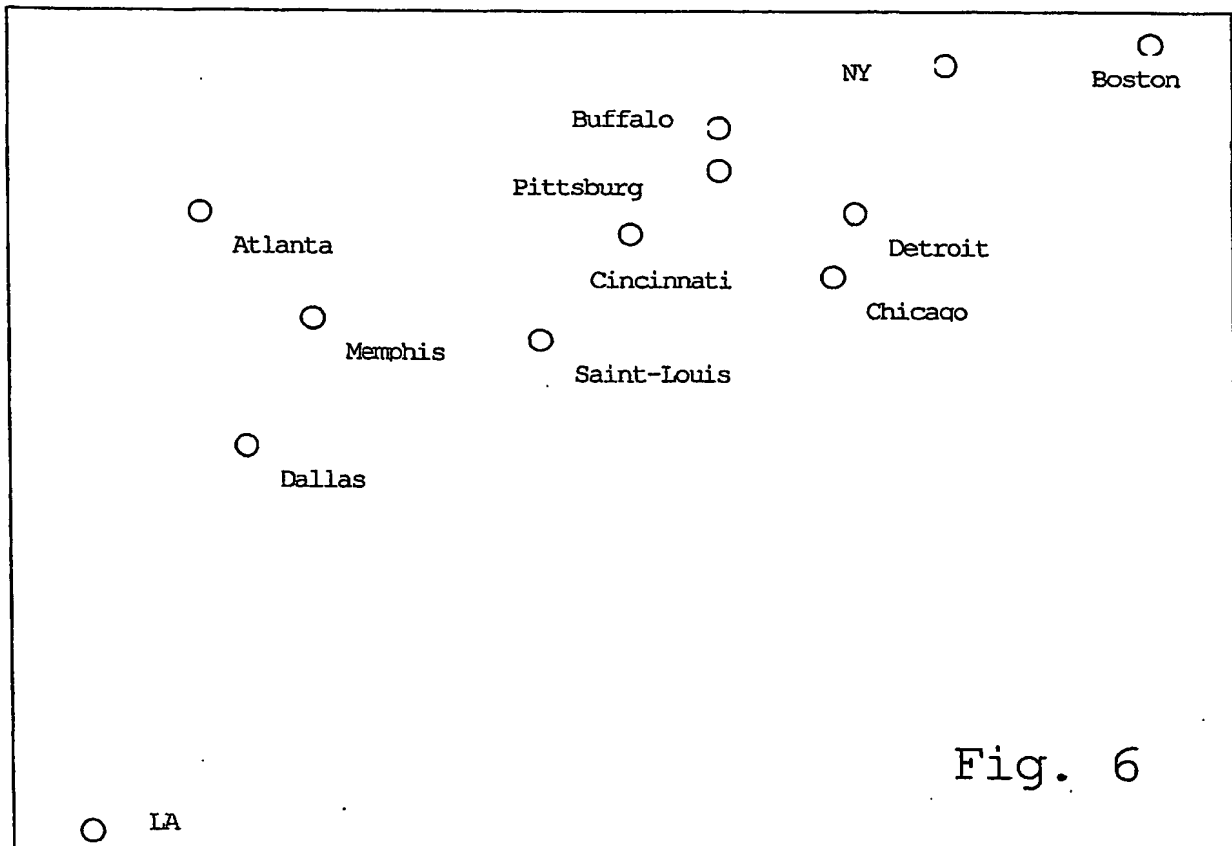 NY
Boston
Buffalo
Pittsburg
Atlanta
Detroit
Cincinnati
Chicago
Memphis
Saint-Louis
Dallas
Fig. 6
LA